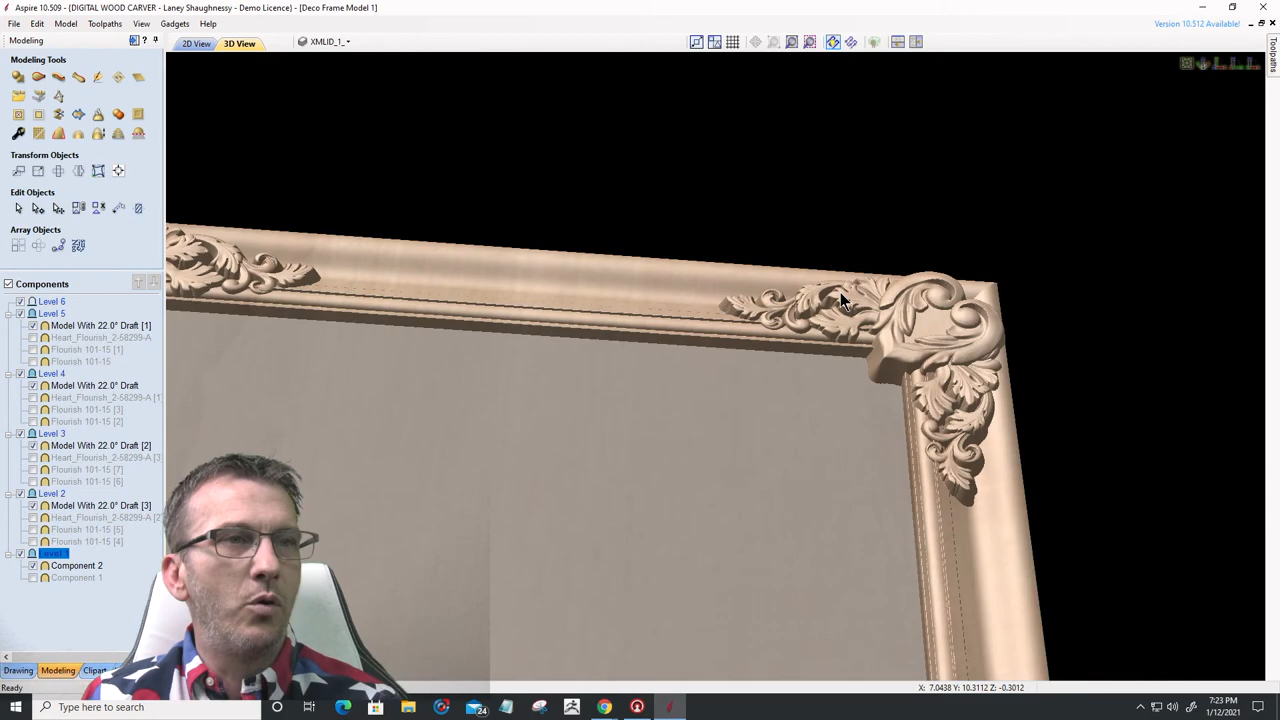 Aspire 10.509 - {DIGITAL WOOD CARVER - Laney Shaughnessy - Demo Licence} - [Deco Frame Model 1]
File Edit Model Toolpaths View Gadgets Help
Version 10.512 Available!
Modeling
2D View 3D View XMLID_1_
Toolpaths
Modeling Tools
Transform Objects
Edit Objects
Array Objects
Components
Level 6
Level 5
Model With 22.0° Draft [1]
Heart_Flourish_2-58299-A
Flourish 101-15 [1]
Flourish 101-15
Level 4
Model With 22.0° Draft
Heart_Flourish_2-58299-A [1]
Flourish 101-15 [3]
Flourish 101-15 [2]
Level 3
Model With 22.0° Draft [2]
Heart_Flourish_2-58299-A [3]
Flourish 101-15 [7]
Flourish 101-15 [6]
Level 2
Model With 22.0° Draft [3]
Heart_Flourish_2-58299-A [2]
Flourish 101-15 [5]
Flourish 101-15 [4]
Level 1
Component 2
Component 1
Drawing Modeling Clipart
Ready
X: 7.0438 Y: 10.3112 Z: -0.3012
Type here to search
24
7:23 PM
1/12/2021